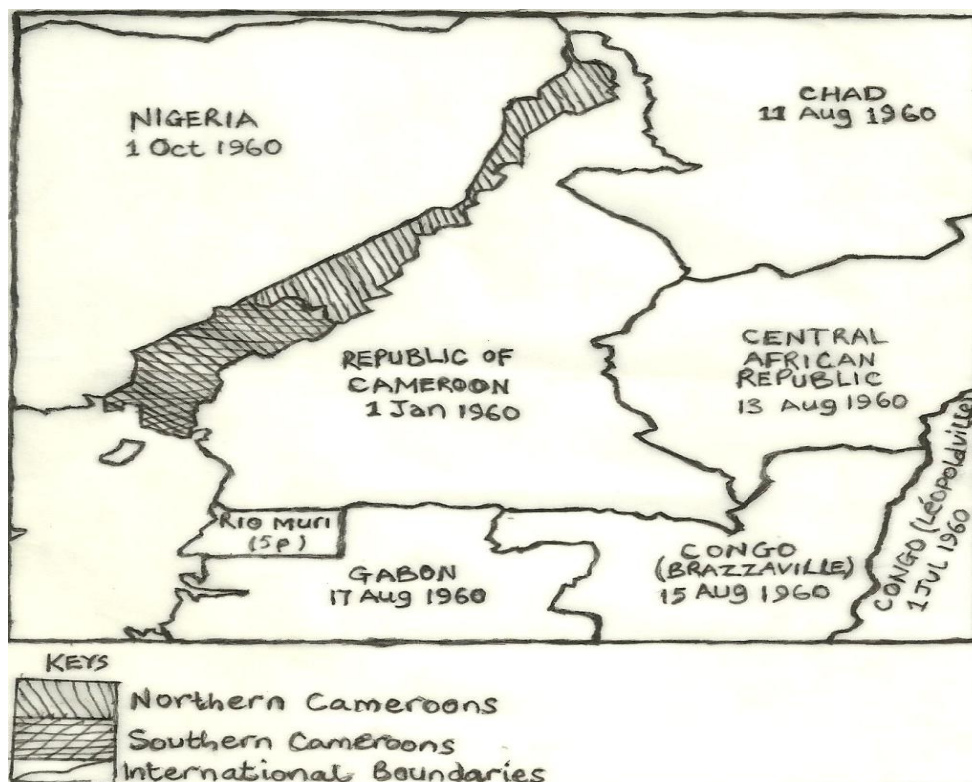 NIGERIA
1 Oct 1960
CHAD
11 Aug 1960
REPUBLIC OF
CAMEROON
1 Jan 1960
CENTRAL
AFRICAN
REPUBLIC
13 Aug 1960
CONGO (LÉOPOLDVILLE)
1 JUL 1960
RIO MURI
(SP)
GABON
17 Aug 1960
CONGO
(BRAZZAVILLE)
15 Aug 1960
KEYS
Northern Cameroons
Southern Cameroons
International Boundaries